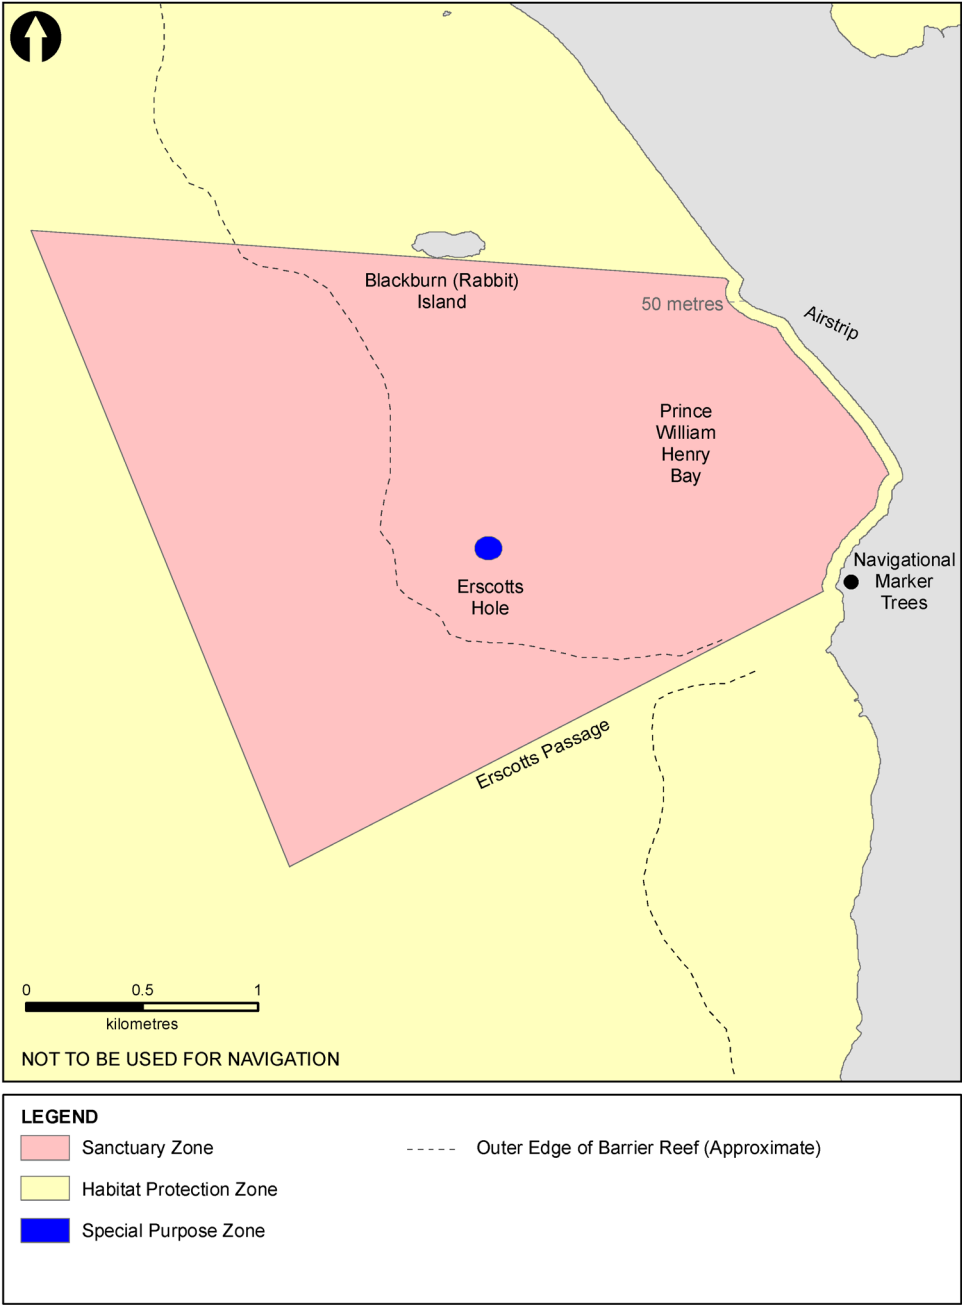 Blackburn (Rabbit)
Island
50 metres
Airstrip
Prince
William
Henry
Bay
Erscotts
Hole
Navigational
Marker
Trees
Erscotts Passage
0 0.5 1
kilometres
NOT TO BE USED FOR NAVIGATION
LEGEND
Sanctuary Zone
Outer Edge of Barrier Reef (Approximate)
Habitat Protection Zone
Special Purpose Zone